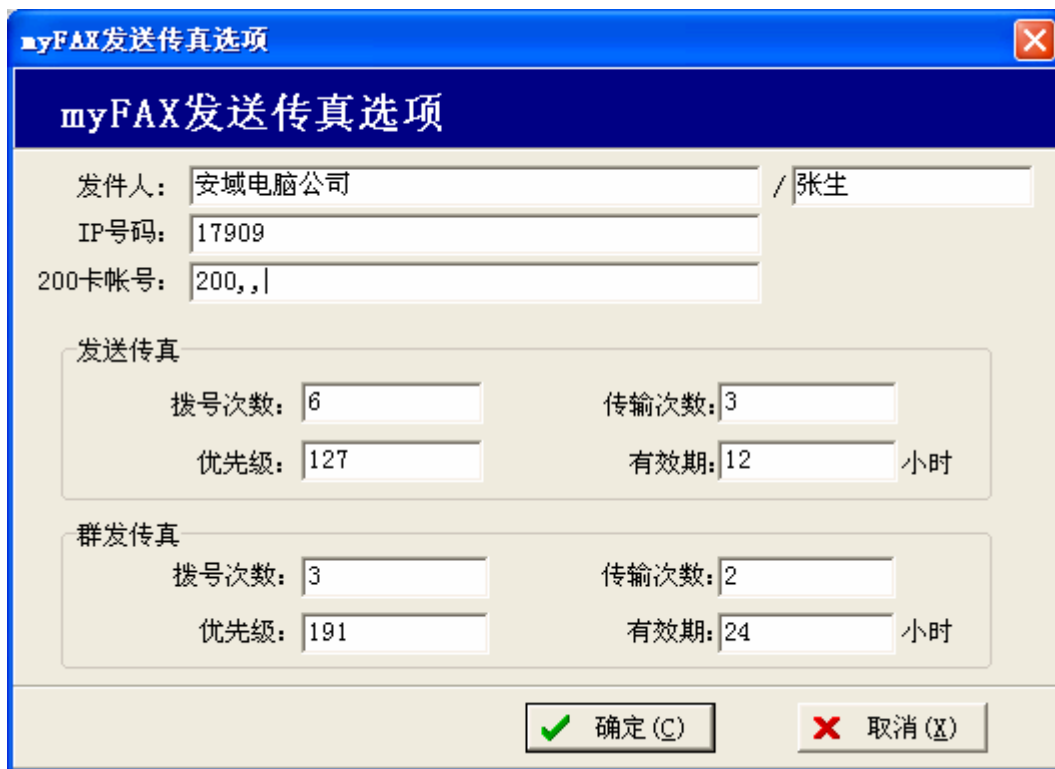 myFAX发送传真选项
myFAX发送传真选项
发件人: 安域电脑公司 / 张生
IP号码: 17909
200卡帐号: 200,,
发送传真
拨号次数: 6 传输次数: 3
优先级: 127 有效期: 12 小时
群发传真
拨号次数: 3 传输次数: 2
优先级: 191 有效期: 24 小时
确定(C) 取消(X)